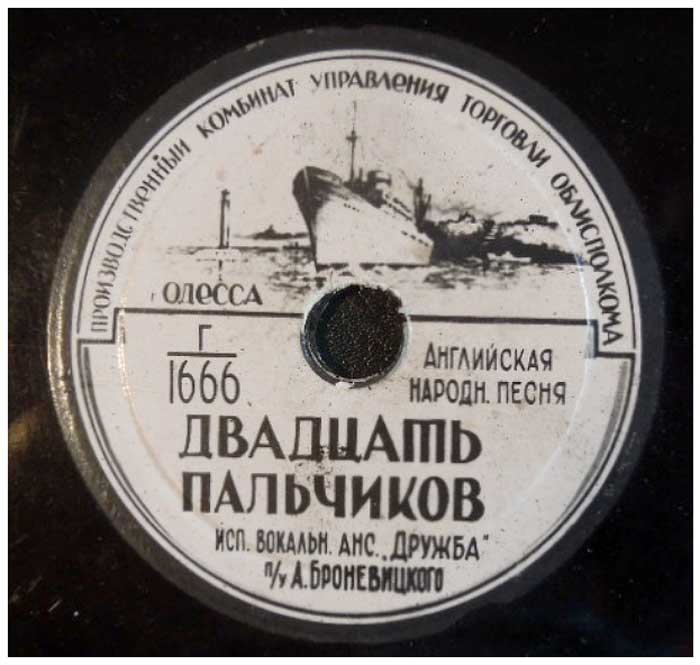 ПРОИЗВОДСТВЕННЫЙ КОМБИНАТ УПРАВЛЕНИЯ ТОРГОВЛИ ОБЛИСПОЛКОМА
г. ОДЕССА
Г
1666
АНГЛИЙСКАЯ
НАРОДН. ПЕСНЯ
ДВАДЦАТЬ
ПАЛЬЧИКОВ
ИСП. ВОКАЛЬН. АНС. „ДРУЖБА"
п/у А. БРОНЕВИЦКОГО